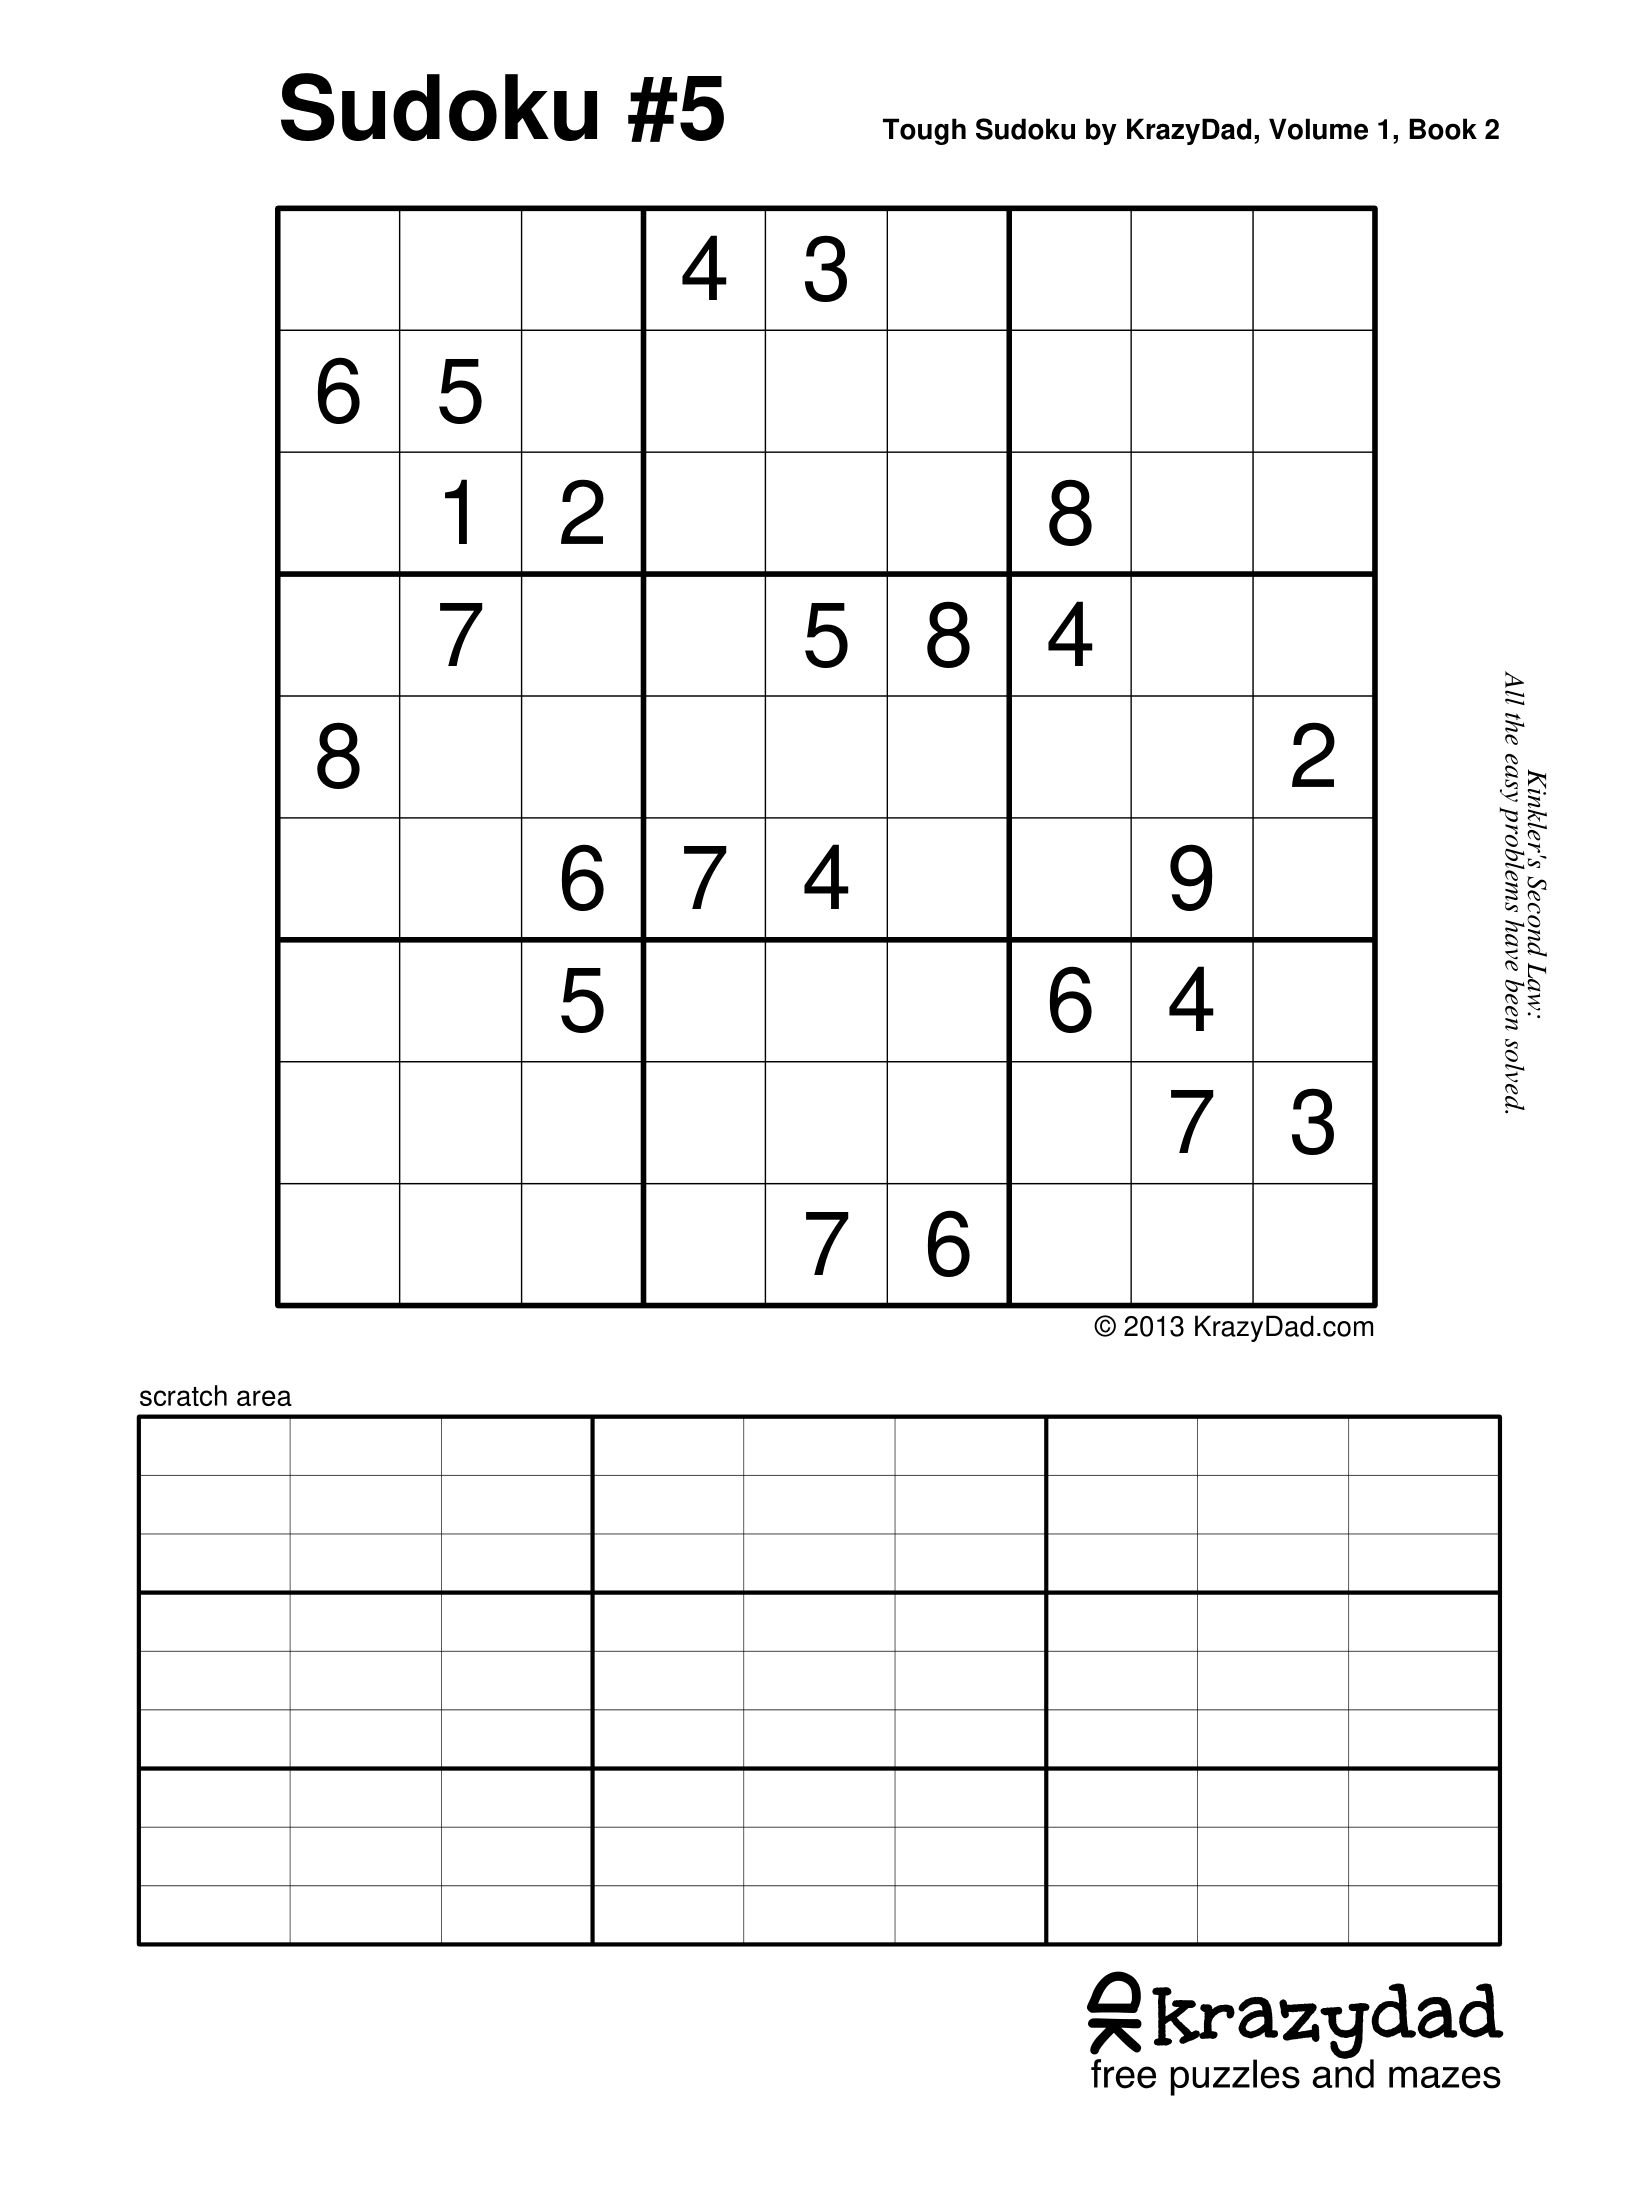 Sudoku #5
Tough Sudoku by KrazyDad, Volume 1, Book 2
4 3
6 5
1 2 8
7 5 8 4
8 2
6 7 4 9
5 6 4
7 3
7 6
Kinkler's Second Law:
All the easy problems have been solved.
© 2013 KrazyDad.com
scratch area
KD krazydad
free puzzles and mazes